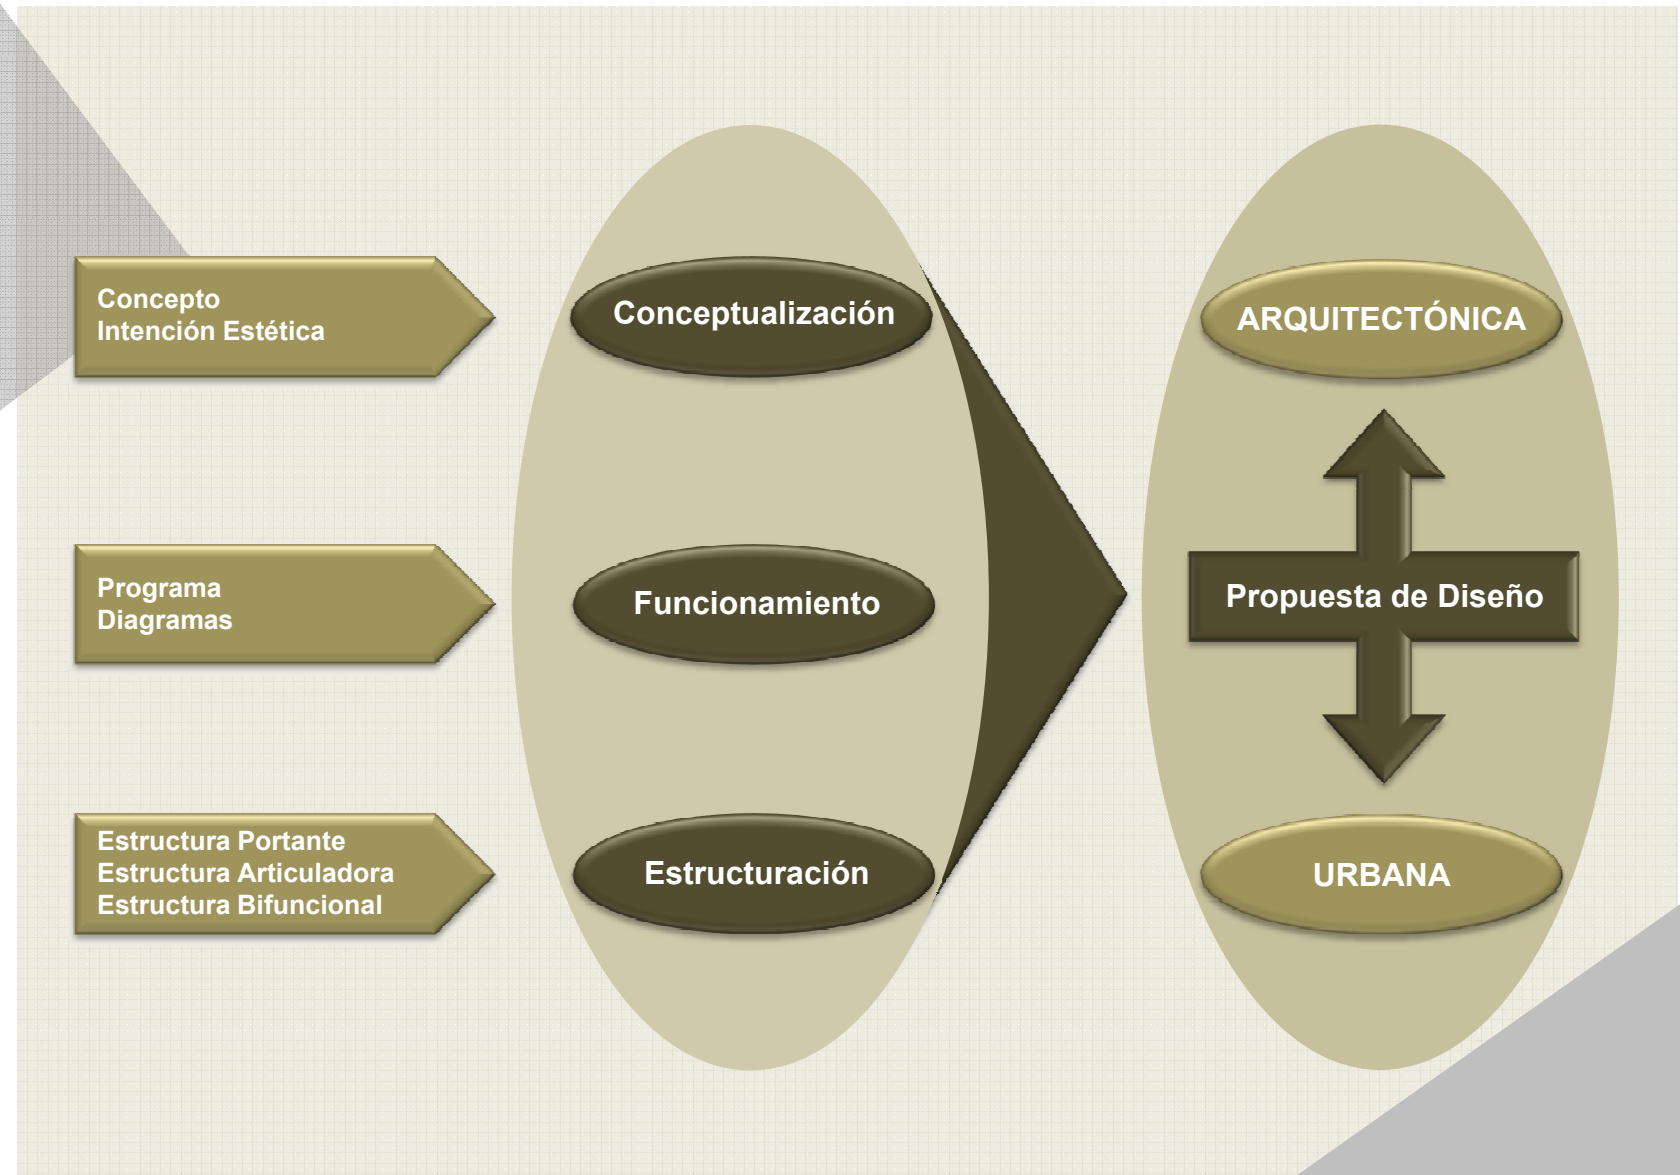 Concepto
Intención Estética
Conceptualización
ARQUITECTÓNICA
Programa
Diagramas
Funcionamiento
Propuesta de Diseño
Estructura Portante
Estructura Articuladora
Estructura Bifuncional
Estructuración
URBANA